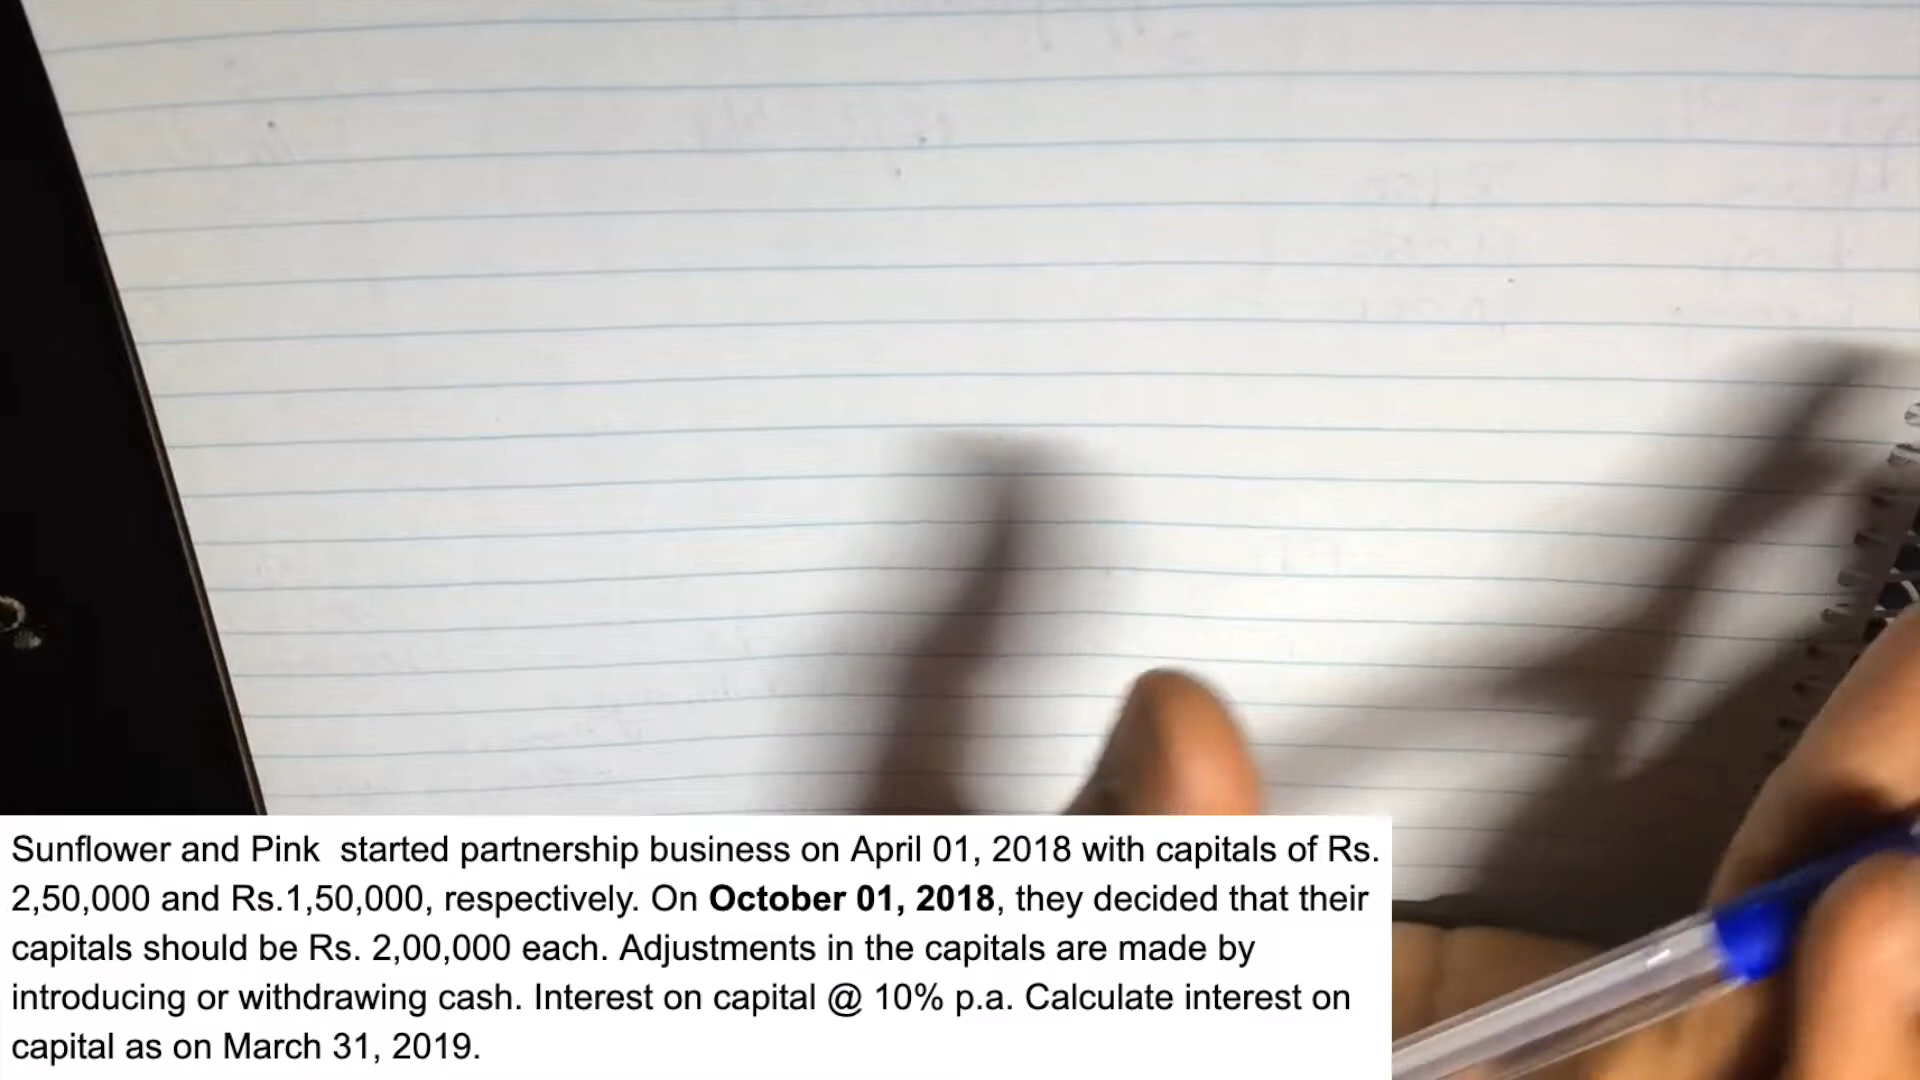 Sunflower and Pink  started partnership business on April 01, 2018 with capitals of Rs.
2,50,000 and Rs.1,50,000, respectively. On October 01, 2018, they decided that their
capitals should be Rs. 2,00,000 each. Adjustments in the capitals are made by
introducing or withdrawing cash. Interest on capital @ 10% p.a. Calculate interest on
capital as on March 31, 2019.